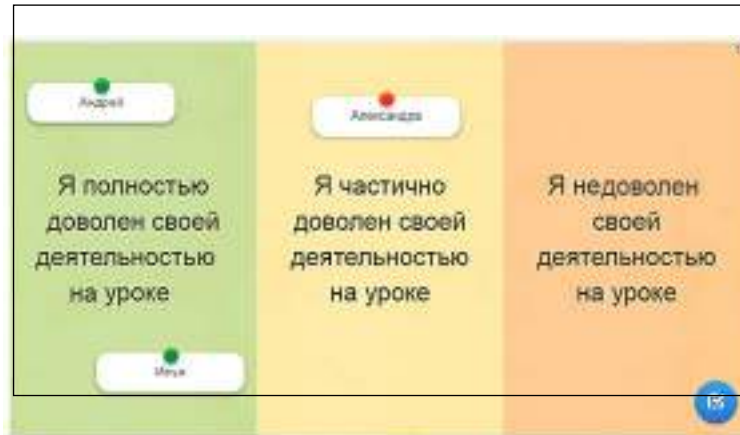 Андрей
Я полностью
доволен своей
деятельностью
на уроке
Александра
Я частично
доволен своей
деятельностью
на уроке
Я недоволен
своей
деятельностью
на уроке